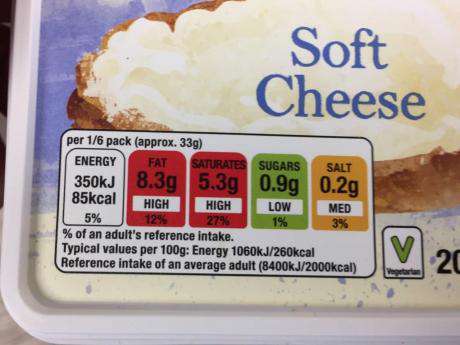 Soft
Cheese
per 1/6 pack (approx. 33g)
ENERGY FAT SATURATES SUGARS SALT
350kJ 8.3g 5.3g 0.9g 0.2g
85kcal HIGH HIGH LOW MED
5% 12% 27% 1% 3%
% of an adult's reference intake.
Typical values per 100g: Energy 1060kJ/260kcal
Reference intake of an average adult (8400kJ/2000kcal)
V
Vegetarian
20